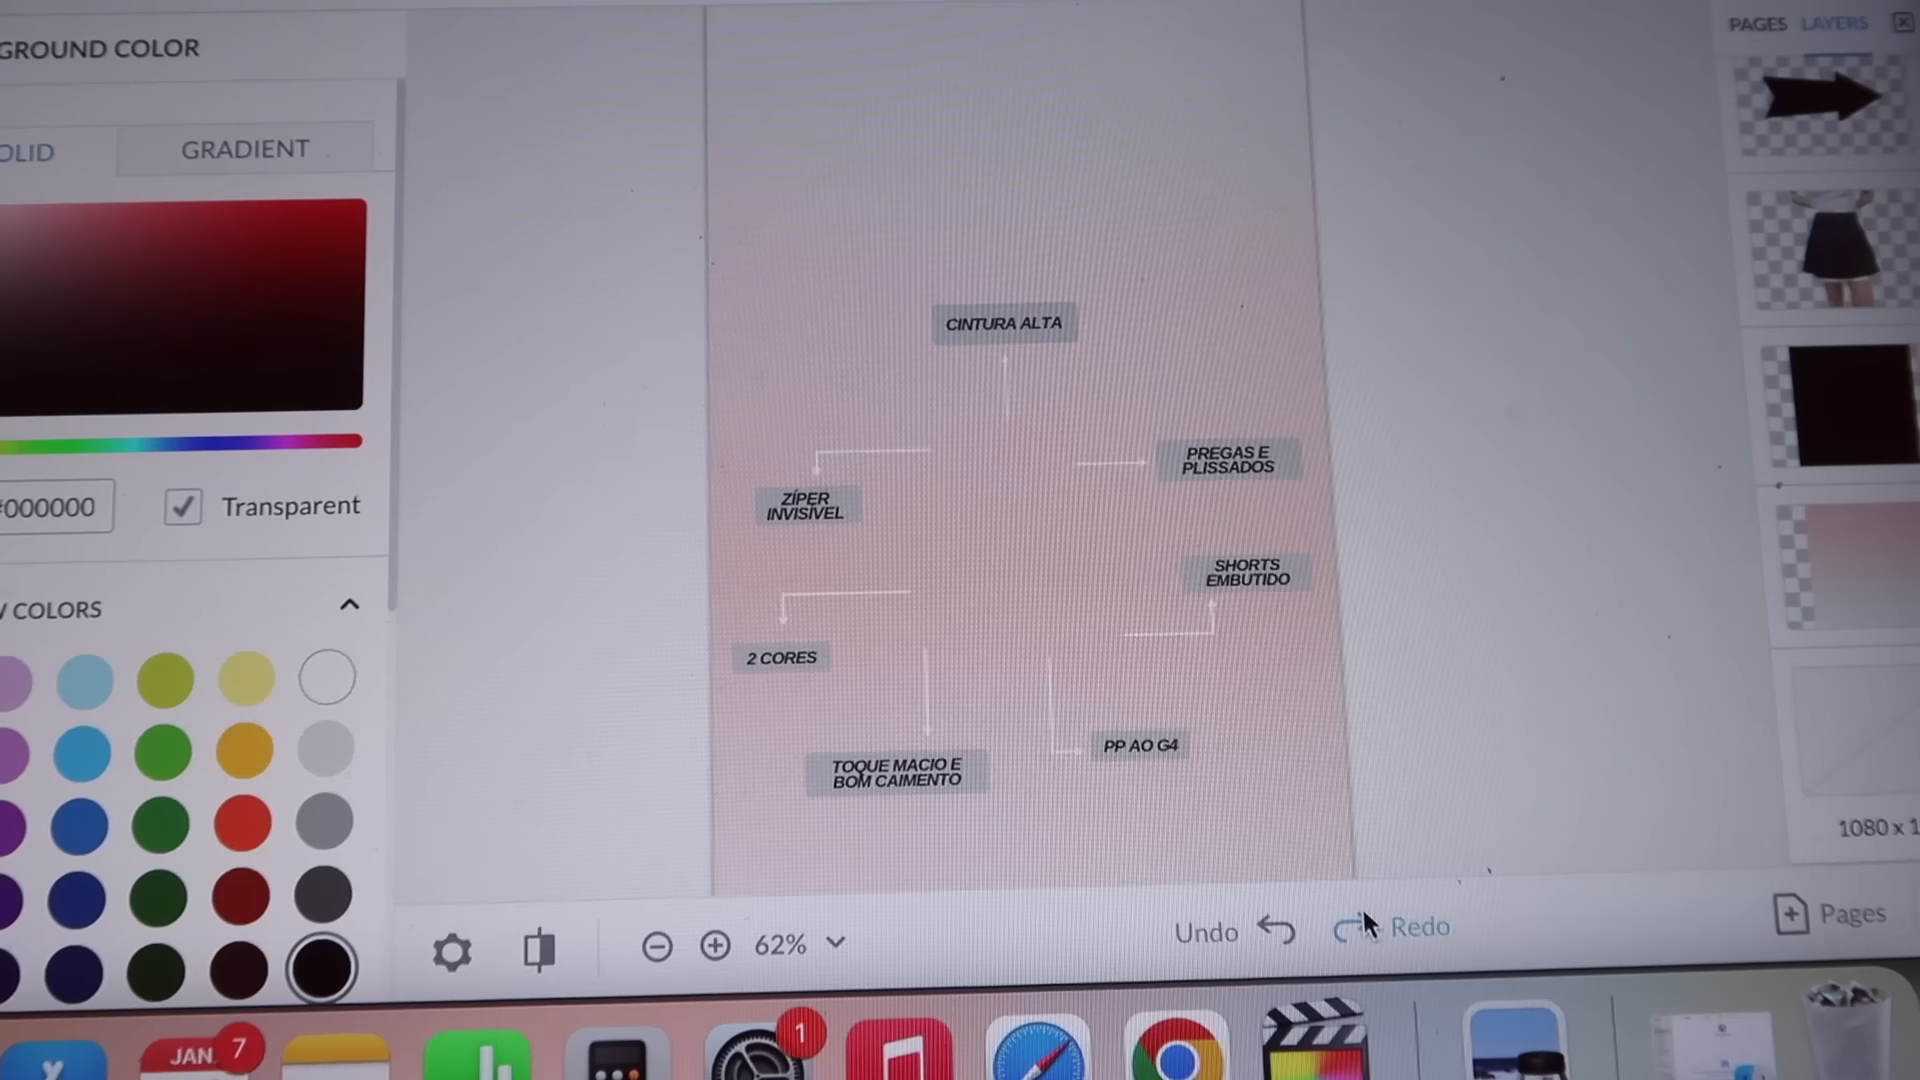 GROUND COLOR
PAGES LAYERS
OLID
GRADIENT
CINTURA ALTA
PREGAS E
PLISSADOS
ZÍPER
INVISÍVEL
#000000
Transparent
SHORTS
EMBUTIDO
COLORS
2 CORES
PP AO G4
TOQUE MACIO E
BOM CAIMENTO
1080 x 1
62%
Undo
Redo
Pages
JAN
7
1